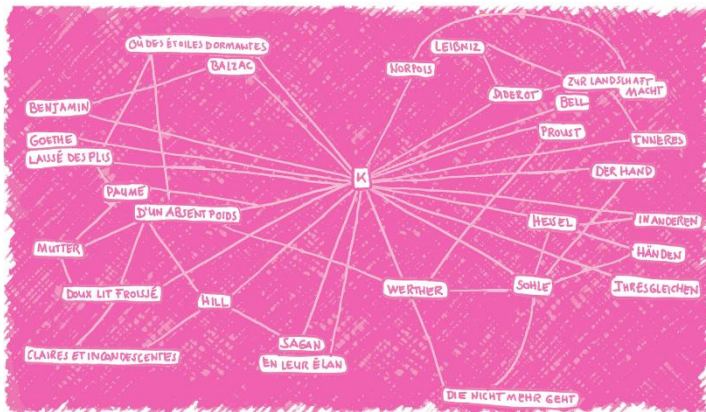 OÙ DES ÉTOILES DORMANTES
BALZAC
BENJAMIN
GOETHE
LAISSÉ DES PLIS
PAUME
D'UN ABSENT POIDS
MUTTER
DOUX LIT FROISSÉ
HILL
CLAIRES ET INCANDESCENTES
SAGAN
EN LEUR ÉLAN
K
LEIBNIZ
NORPOIS
ZUR LANDSCHAFT
MACHT
DIDEROT
BELL
PROUST
INNERES
DER HAND
HESSEL
IN ANDEREN
HÄNDEN
IHRESGLEICHEN
WERTHER
SOHLE
DIE NICHT MEHR GEHT